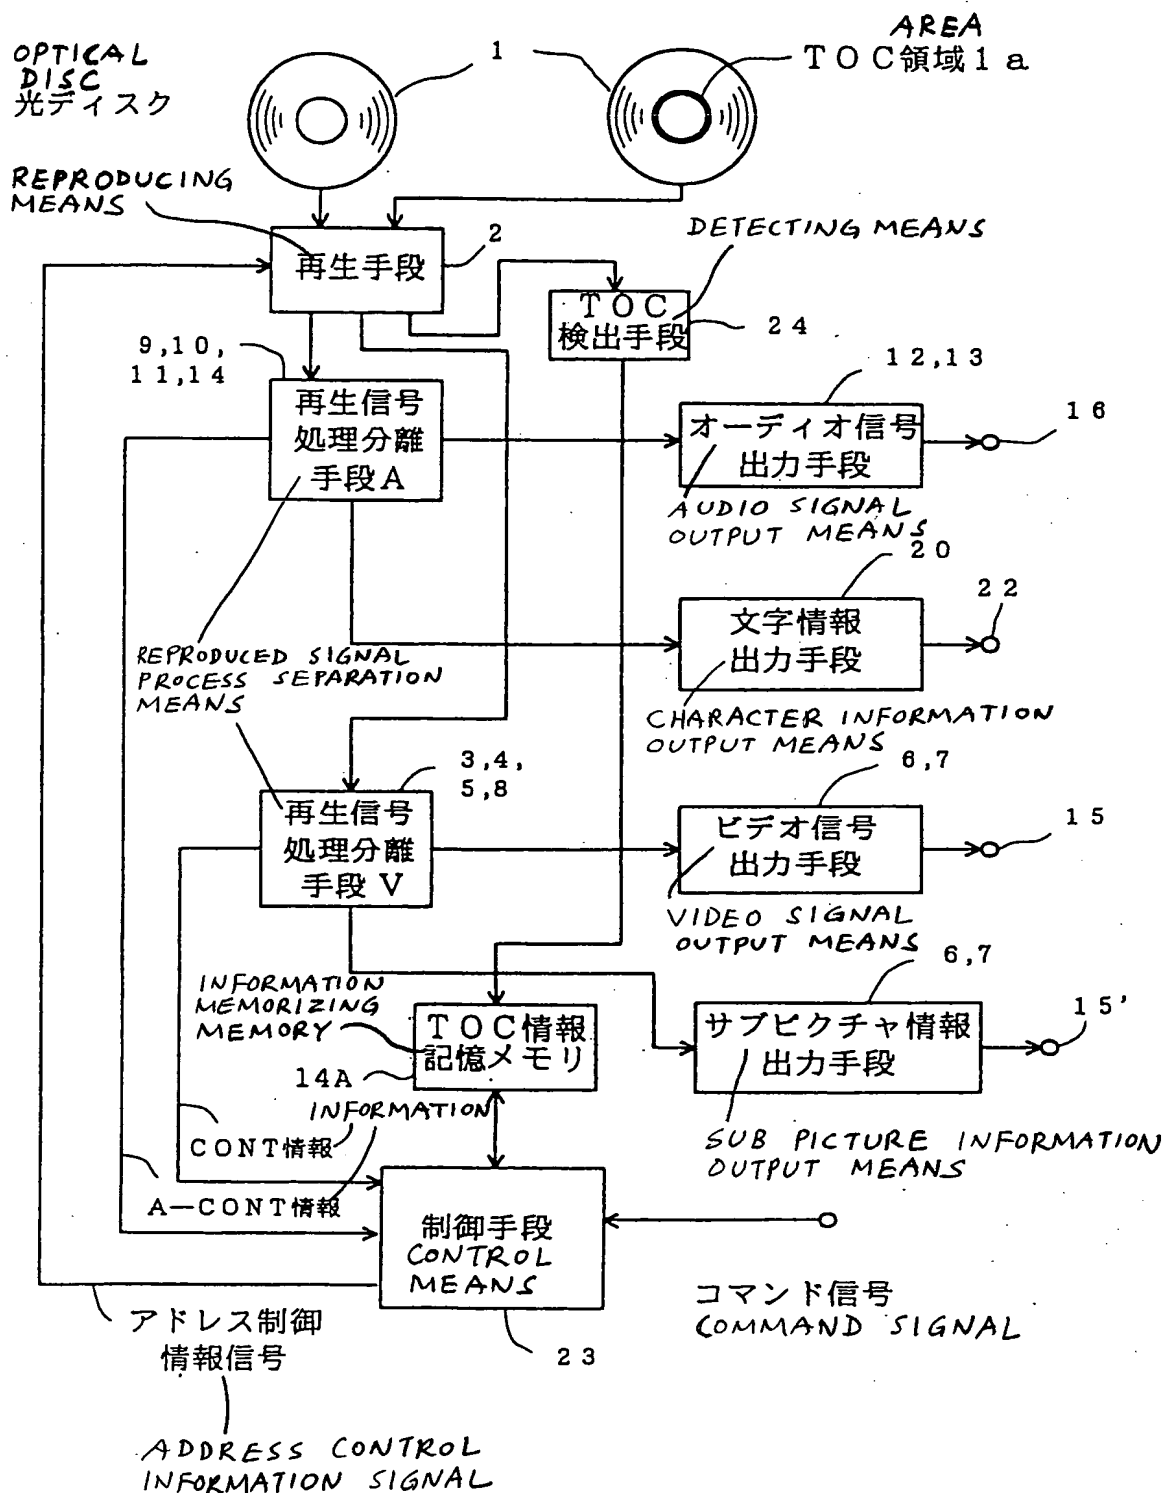 AREA
TOC領域1a
1
OPTICAL
DISC
光ディスク
REPRODUCING
MEANS
再生手段
2
DETECTING MEANS
TOC
検出手段
24
9,10,
11,14
再生信号
処理分離
手段A
12,13
オーディオ信号
出力手段
16
AUDIO SIGNAL
OUTPUT MEANS
20
文字情報
出力手段
22
REPRODUCED SIGNAL
PROCESS SEPARATION
MEANS
CHARACTER INFORMATION
OUTPUT MEANS
3,4,
5,8
再生信号
処理分離
手段V
6,7
ビデオ信号
出力手段
15
VIDEO SIGNAL
OUTPUT MEANS
6,7
INFORMATION
MEMORIZING
MEMORY
TOC情報
記憶メモリ
14A
サブピクチャ情報
出力手段
15'
INFORMATION
CONT情報
A—CONT情報
SUB PICTURE INFORMATION
OUTPUT MEANS
制御手段
CONTROL
MEANS
23
コマンド信号
COMMAND SIGNAL
アドレス制御
情報信号
ADDRESS CONTROL
INFORMATION SIGNAL